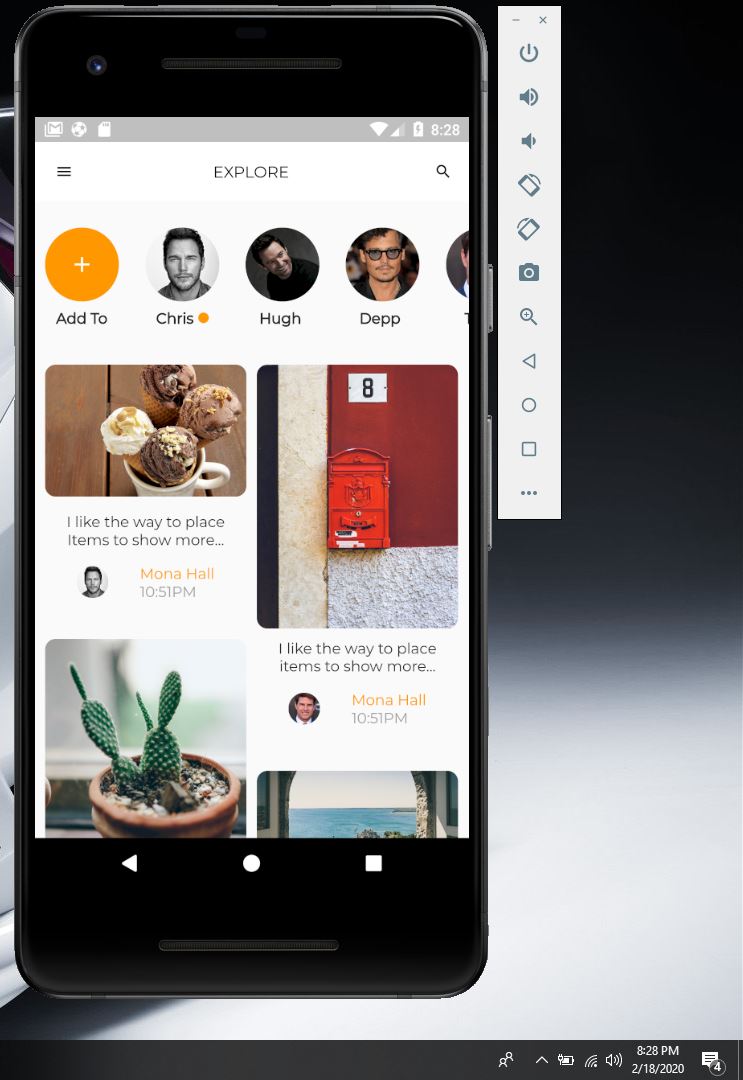 8:28
EXPLORE
Add To
Chris
Hugh
Depp
T
8
I like the way to place
Items to show more...
Mona Hall
10:51PM
I like the way to place
items to show more...
Mona Hall
10:51PM
8:28 PM
2/18/2020
4